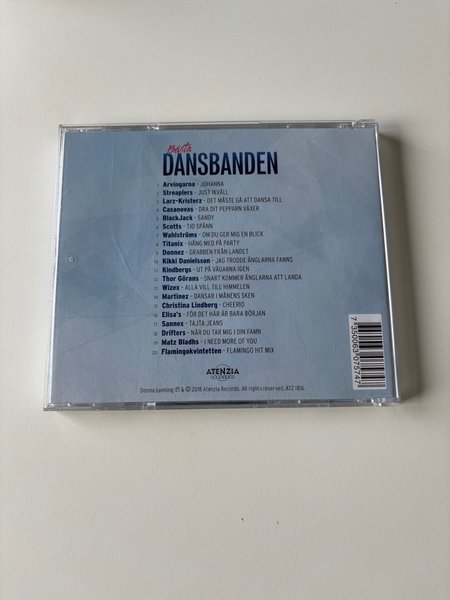 Bästa
DANSBANDEN
1 Arvingarna - JOHANNA
2 Streaplers - JUST IKVÄLL
3 Larz-Kristerz - DET MÅSTE GÅ ATT DANSA TILL
4 Casanovas - DRA DIT PEPPARN VÄXER
5 BlackJack - SANDY
6 Scotts - TIO SPÄNN
7 Wahlströms - OM DU GER MIG EN BLICK
8 Titanix - HÄNG MED PÅ PARTY
9 Donnez - GRABBEN FRÅN LANDET
10 Kikki Danielsson - JAG TRODDE ÄNGLARNA FANNS
11 Kindbergs - UT PÅ VÄGARNA IGEN
12 Thor Görans - SNART KOMMER ÄNGLARNA ATT LANDA
13 Wizex - ALLA VILL TILL HIMMELEN
14 Martinez - DANSAR I MÅNENS SKEN
15 Christina Lindberg - CHEERIO
16 Elisa's - FÖR DET HÄR ÄR BARA BÖRJAN
17 Sannex - TAJTA JEANS
18 Drifters - NÄR DU TAR MIG I DIN FAMN
19 Matz Bladhs - I NEED MORE OF YOU
20 Flamingokvintetten - FLAMINGO HIT MIX
ATENZIA
RECORDS
Denna samling ℗ & © 2018 Atenzia Records. All rights reserved. ATZ 1816.
7 350063 075747